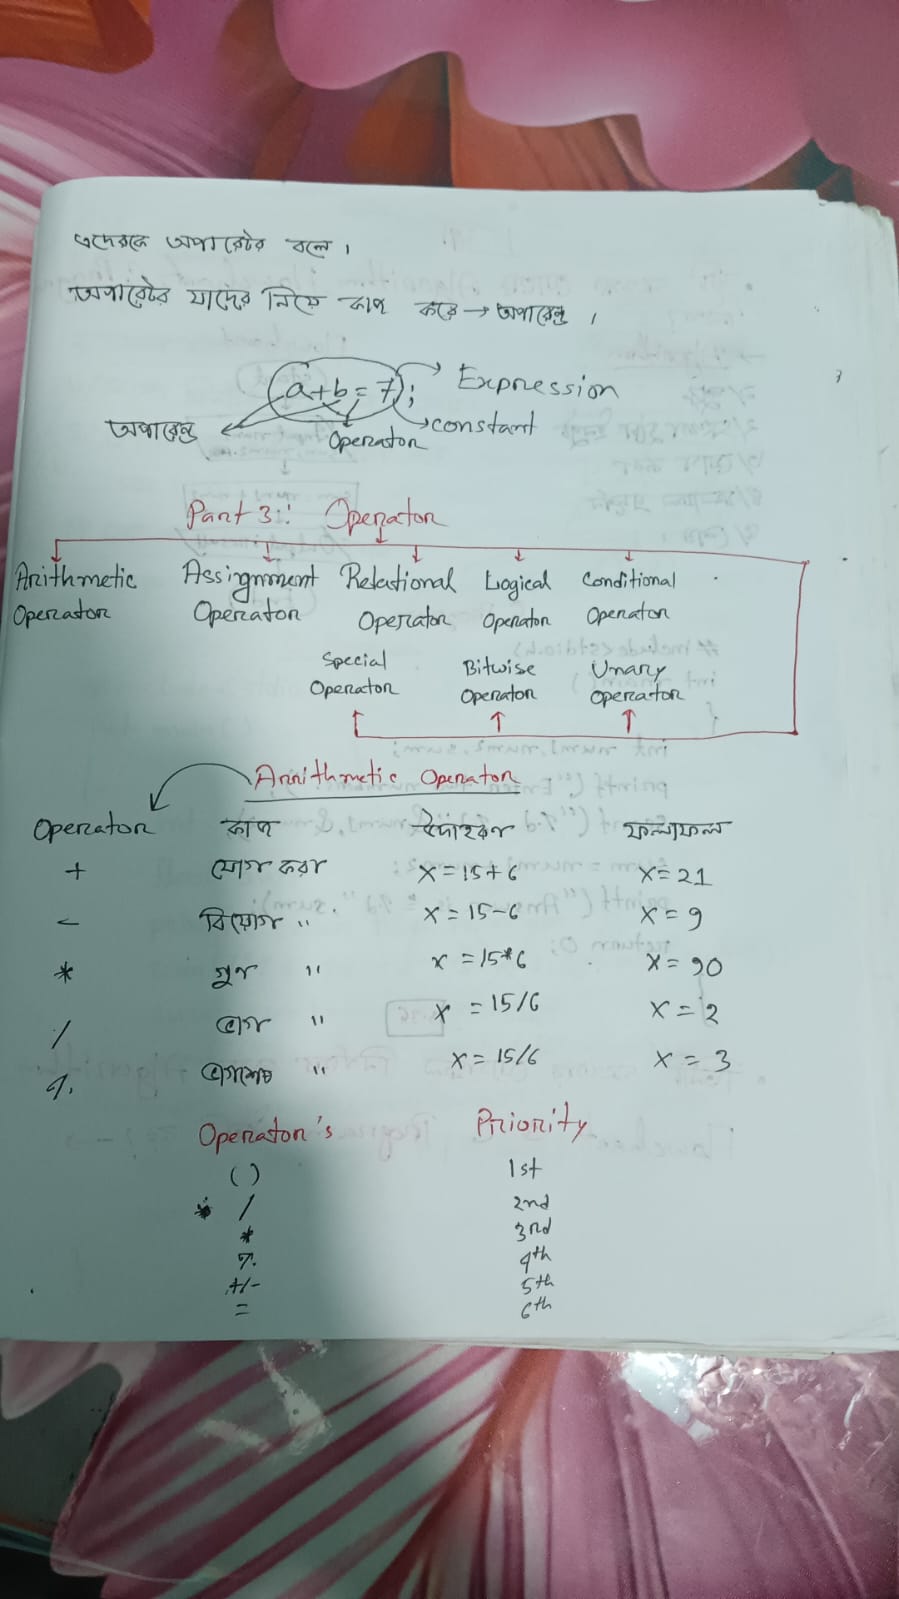 এদেরকে অপারেটর বলে ।
অপারেটর যাদের নিয়ে কাজ করে → অপারেন্ড ।
a+b=7; Expression
অপারেন্ড Operator constant
Part 3: Operator
Arithmetic Operator
Assignment Operator
Relational Operator
Logical Operator
Conditional Operator
Special Operator
Bitwise Operator
Unary Operator
Arithmetic Operator
Operator কাজ উদাহরণ ফলাফল
+ যোগ করা x=15+6 x=21
- বিয়োগ " x=15-6 x=9
* গুণ " x=15*6 x=90
/ ভাগ " x=15/6 x=2
% ভাগশেষ " x=15/6 x=3
Operator's Priority
( ) 1st
/ 2nd
* 3rd
% 4th
+/- 5th
= 6th